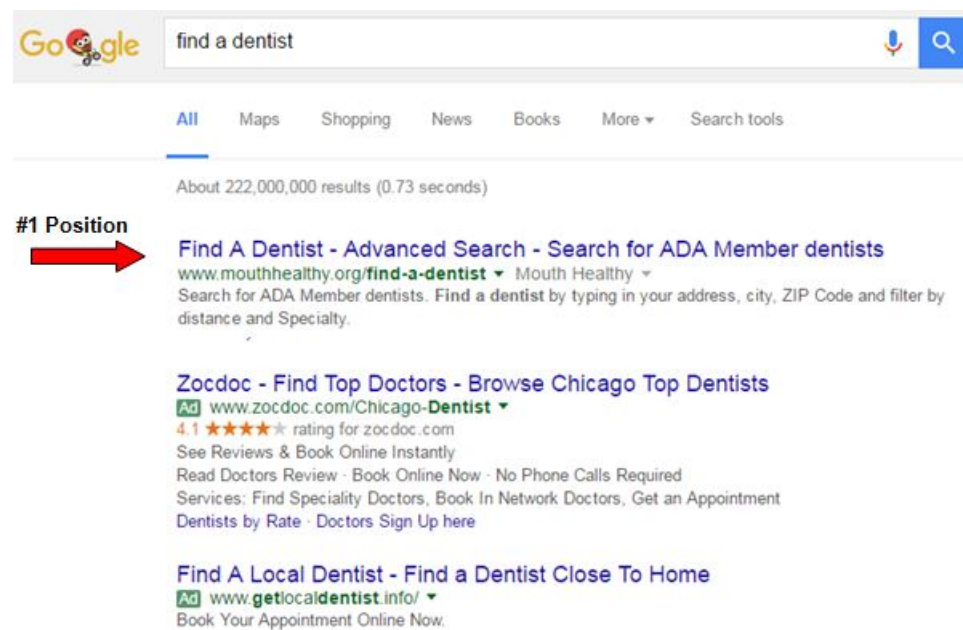 Google
find a dentist
All Maps Shopping News Books More Search tools
About 222,000,000 results (0.73 seconds)
#1 Position
Find A Dentist - Advanced Search - Search for ADA Member dentists
www.mouthhealthy.org/find-a-dentist Mouth Healthy
Search for ADA Member dentists. Find a dentist by typing in your address, city, ZIP Code and filter by
distance and Specialty.
Zocdoc - Find Top Doctors - Browse Chicago Top Dentists
Ad www.zocdoc.com/Chicago-Dentist
4.1 ★★★★★ rating for zocdoc.com
See Reviews & Book Online Instantly
Read Doctors Review · Book Online Now · No Phone Calls Required
Services: Find Speciality Doctors, Book In Network Doctors, Get an Appointment
Dentists by Rate · Doctors Sign Up here
Find A Local Dentist - Find a Dentist Close To Home
Ad www.getlocaldentist.info/
Book Your Appointment Online Now.